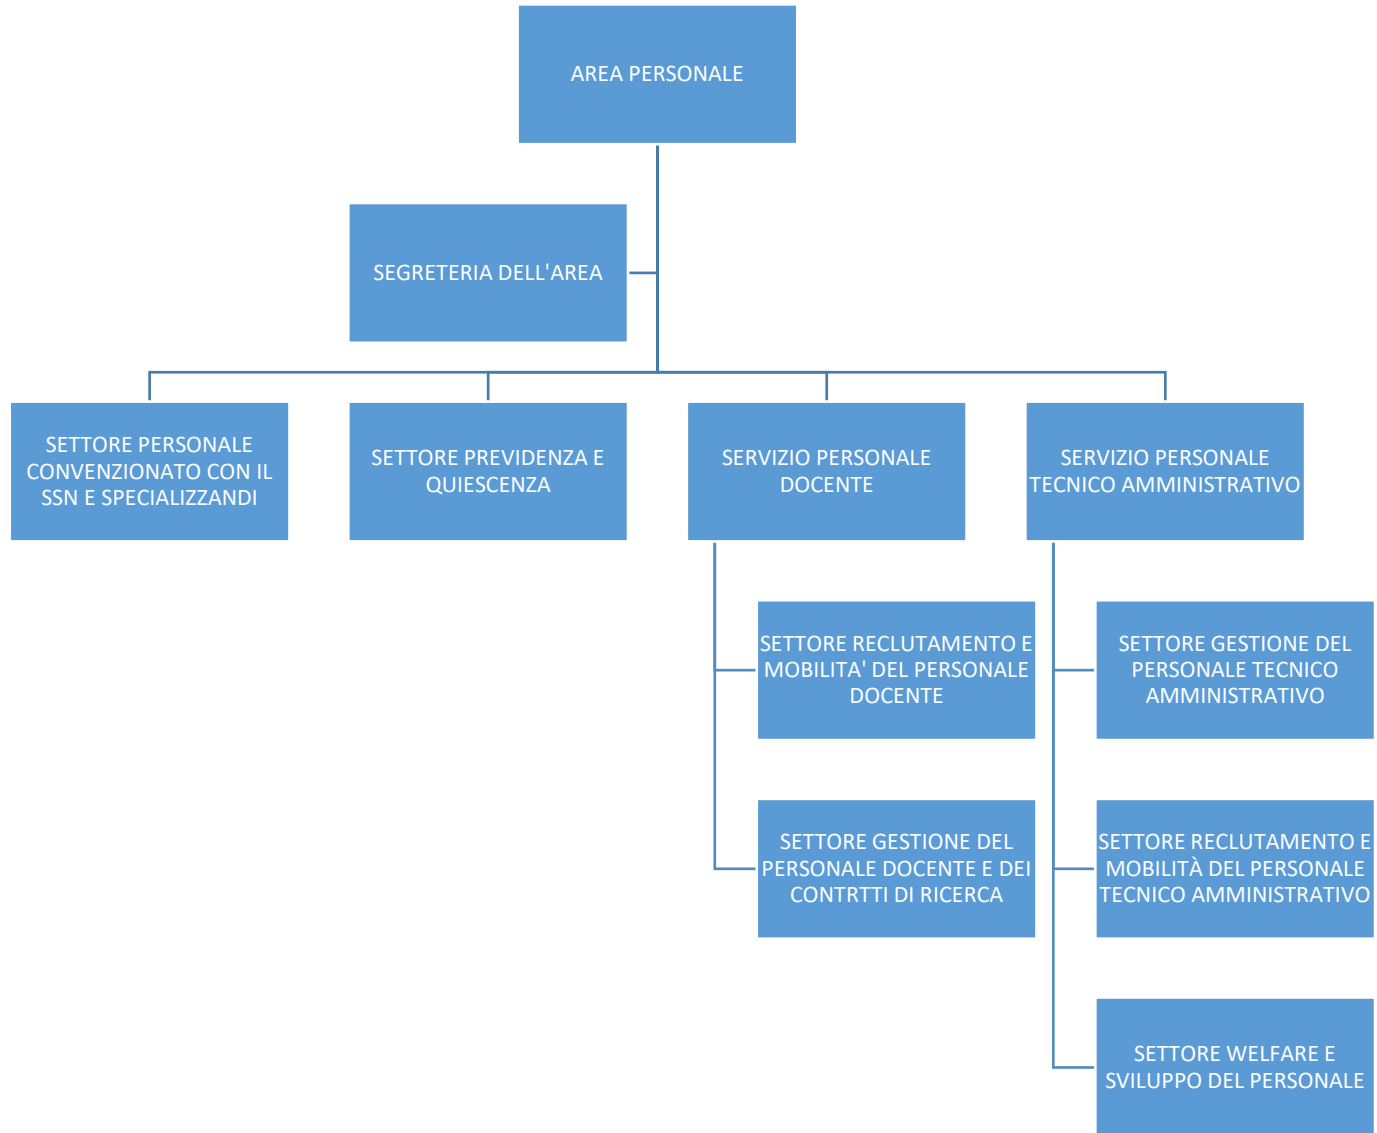 AREA PERSONALE
SEGRETERIA DELL'AREA
SETTORE PERSONALE
CONVENZIONATO CON IL
SSN E SPECIALIZZANDI
SETTORE PREVIDENZA E
QUIESCENZA
SERVIZIO PERSONALE
DOCENTE
SERVIZIO PERSONALE
TECNICO AMMINISTRATIVO
SETTORE RECLUTAMENTO E
MOBILITA' DEL PERSONALE
DOCENTE
SETTORE GESTIONE DEL
PERSONALE DOCENTE E DEI
CONTRTTI DI RICERCA
SETTORE GESTIONE DEL
PERSONALE TECNICO
AMMINISTRATIVO
SETTORE RECLUTAMENTO E
MOBILITÀ DEL PERSONALE
TECNICO AMMINISTRATIVO
SETTORE WELFARE E
SVILUPPO DEL PERSONALE